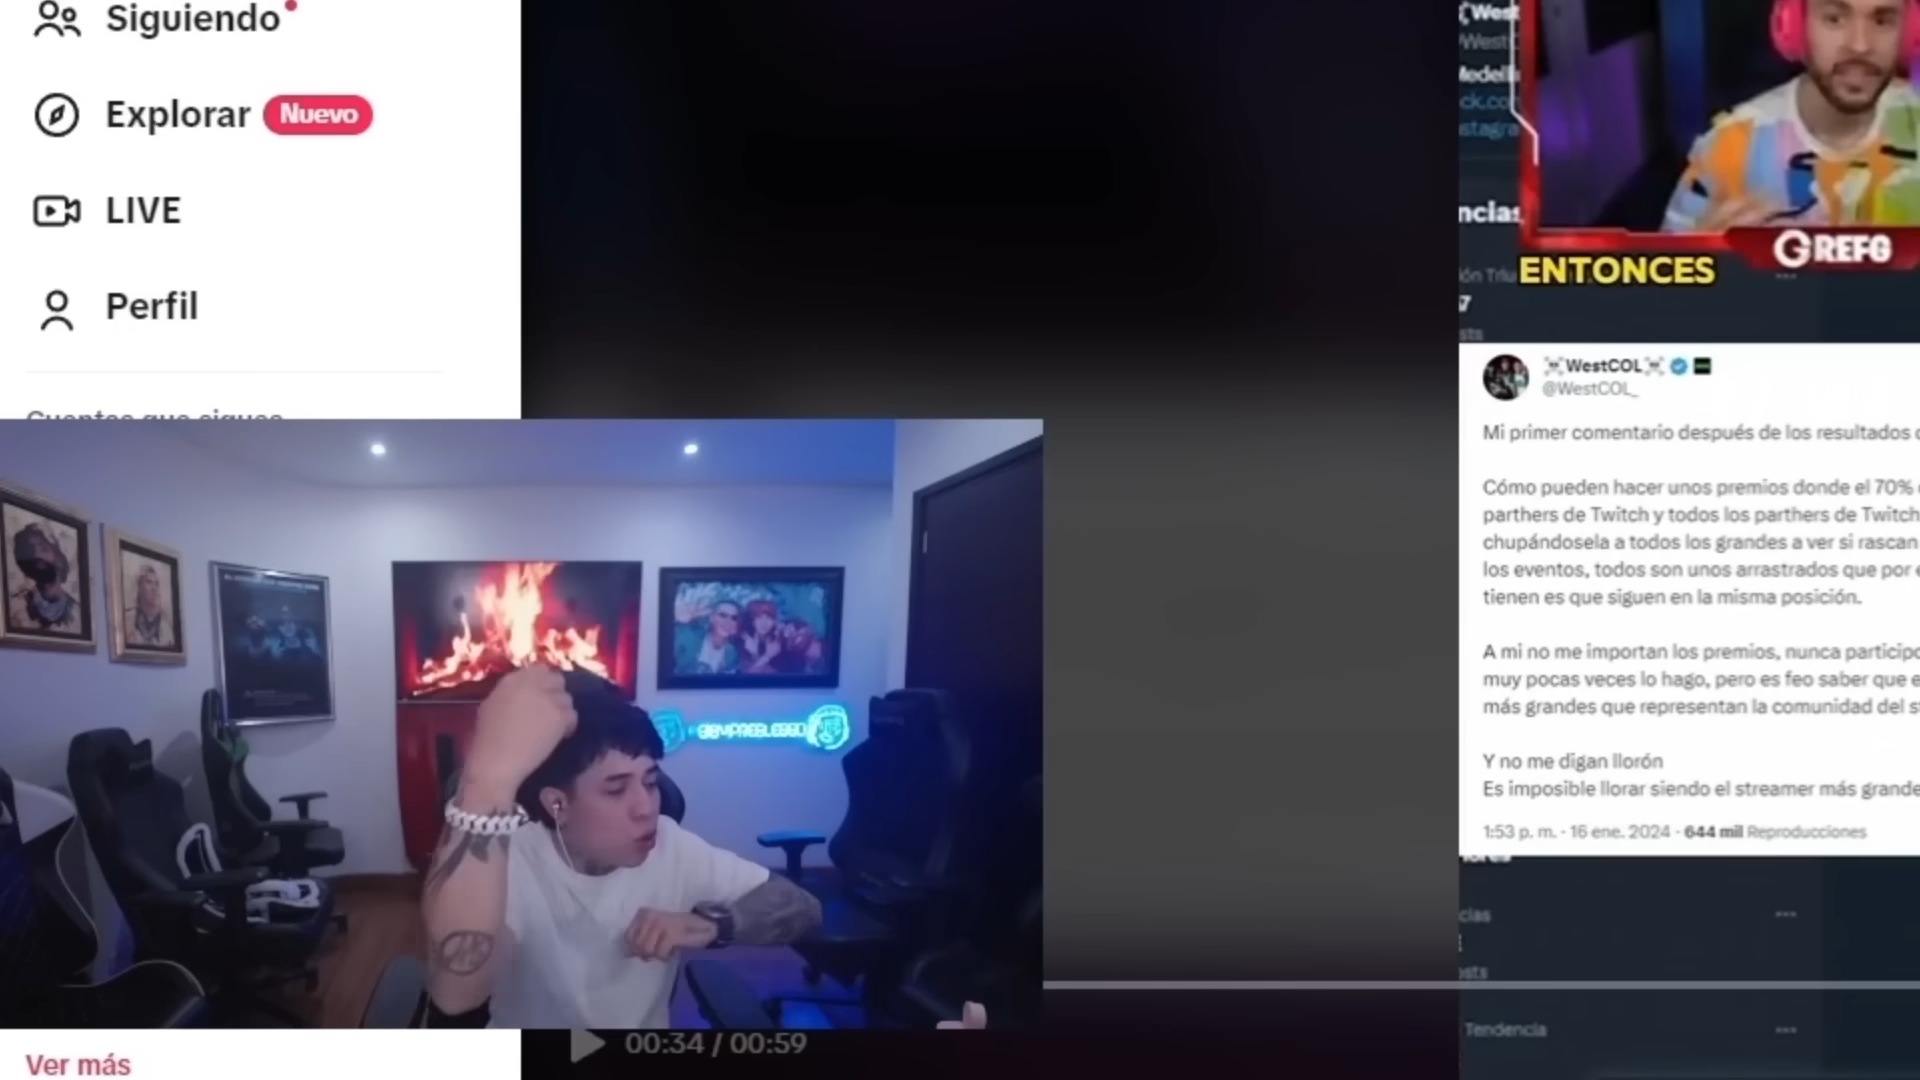 Siguiendo
Explorar Nuevo
LIVE
Perfil
Cuentas que sigues
Ver más
00:34 / 00:59
ENTONCES
GREFG
WestCOL
@WestCOL_
Mi primer comentario después de los resultados
Cómo pueden hacer unos premios donde el 70%
parthers de Twitch y todos los parthers de Twitch
chupándosela a todos los grandes a ver si rascan
los eventos, todos son unos arrastrados que por
tienen es que siguen en la misma posición.
A mi no me importan los premios, nunca participo
muy pocas veces lo hago, pero es feo saber que
más grandes que representan la comunidad del
Y no me digan llorón
Es imposible llorar siendo el streamer más grande
1:53 p. m. · 16 ene. 2024 · 644 mil Reproducciones
Tendencia